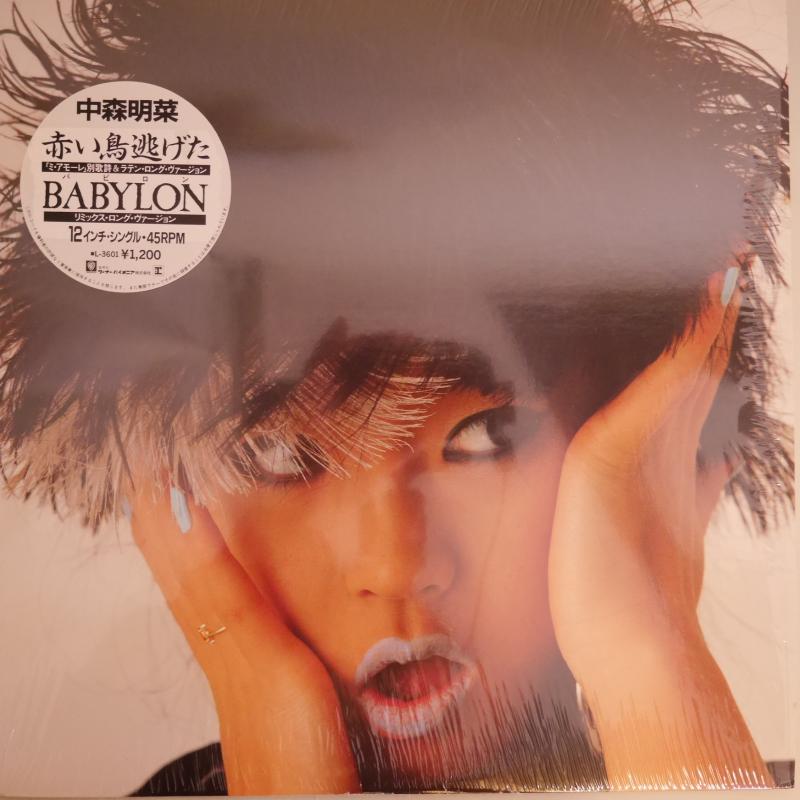 中森明菜
赤い鳥逃げた
「ミ・アモーレ」別歌詩&ラテン・ロング・ヴァージョン
バビロン
BABYLON
リミックス・ロング・ヴァージョン
12インチ・シングル・45RPM
■L-3601 ¥1,200
ワーナー・パイオニア株式会社